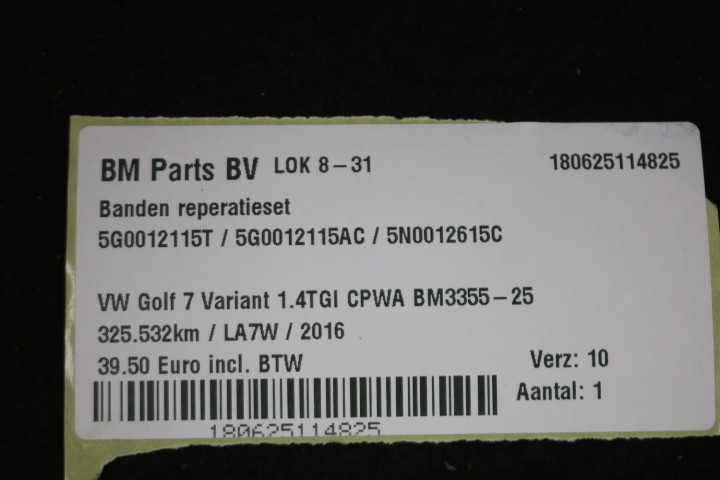 BM Parts BV LOK 8-31 180625114825
Banden reperatieset
5G0012115T / 5G0012115AC / 5N0012615C
VW Golf 7 Variant 1.4TGI CPWA BM3355-25
325.532km / LA7W / 2016
39.50 Euro incl. BTW Verz: 10
Aantal: 1
180625114825